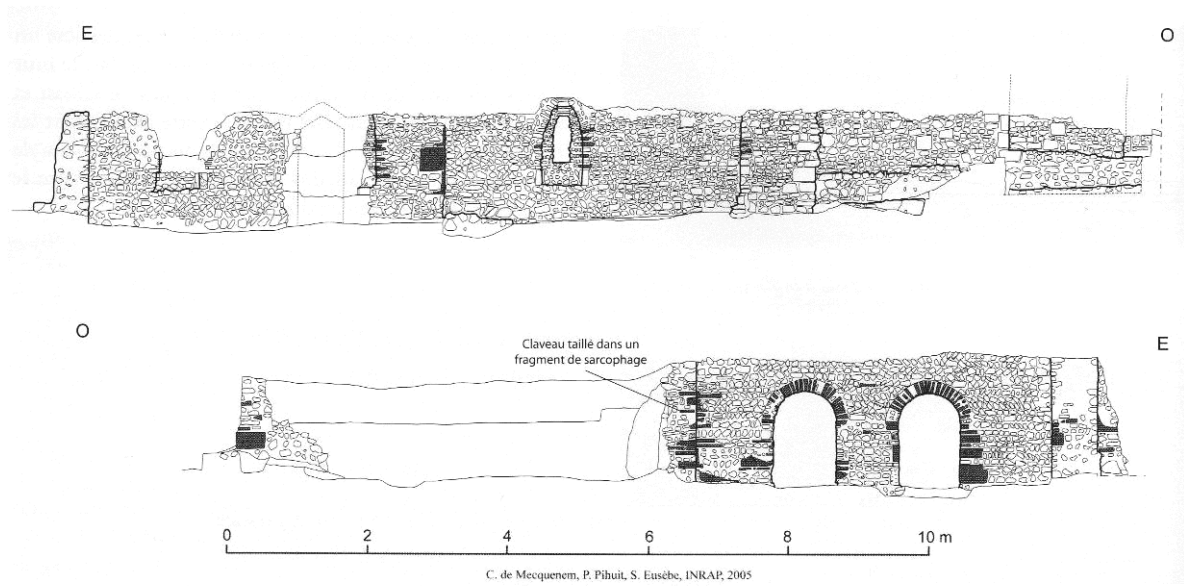 E
O
O
E
Claveau taillé dans un
fragment de sarcophage
0 2 4 6 8 10 m
C. de Mecquenem, P. Pihuit, S. Eusèbe, INRAP, 2005